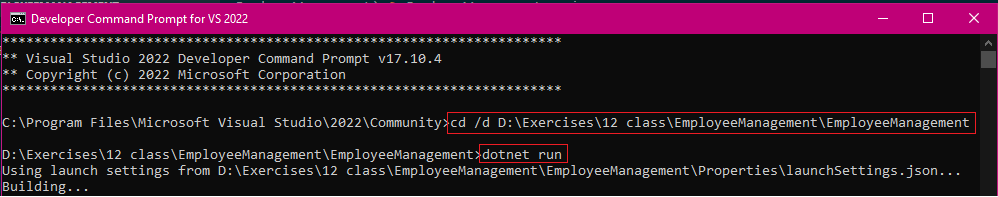 Developer Command Prompt for VS 2022
**********************************************************************
** Visual Studio 2022 Developer Command Prompt v17.10.4
** Copyright (c) 2022 Microsoft Corporation
**********************************************************************
C:\Program Files\Microsoft Visual Studio\2022\Community>cd /d D:\Exercises\12 class\EmployeeManagement\EmployeeManagement
D:\Exercises\12 class\EmployeeManagement\EmployeeManagement>dotnet run
Using launch settings from D:\Exercises\12 class\EmployeeManagement\EmployeeManagement\Properties\launchSettings.json...
Building...